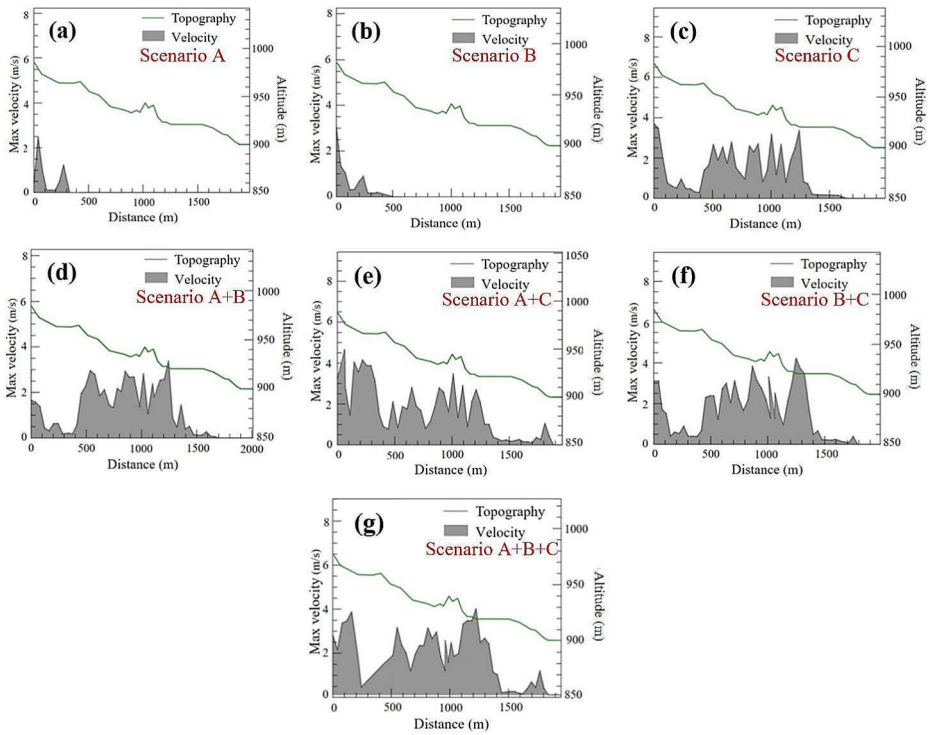 (a)
Topography
Velocity
Scenario A
Max velocity (m/s)
8
6
4
2
0
Altitude (m)
1000
950
900
850
0 500 1000 1500
Distance (m)
(b)
Topography
Velocity
Scenario B
Max velocity (m/s)
8
6
4
2
0
Altitude (m)
1000
950
900
850
0 500 1000 1500
Distance (m)
(c)
Topography
Velocity
Scenario C
Max velocity (m/s)
8
6
4
2
0
Altitude (m)
1000
950
900
850
0 500 1000 1500
Distance (m)
(d)
Topography
Velocity
Scenario A+B
Max velocity (m/s)
8
6
4
2
0
Altitude (m)
1000
950
900
850
0 500 1000 1500 2000
Distance (m)
(e)
Topography
Velocity
Scenario A+C
Max velocity (m/s)
8
6
4
2
0
Altitude (m)
1050
1000
950
900
850
0 500 1000 1500
Distance (m)
(f)
Topography
Velocity
Scenario B+C
Max velocity (m/s)
8
6
4
2
0
Altitude (m)
1000
950
900
850
0 500 1000 1500
Distance (m)
(g)
Topography
Velocity
Scenario A+B+C
Max velocity (m/s)
8
6
4
2
0
Altitude (m)
1000
950
900
850
0 500 1000 1500
Distance (m)